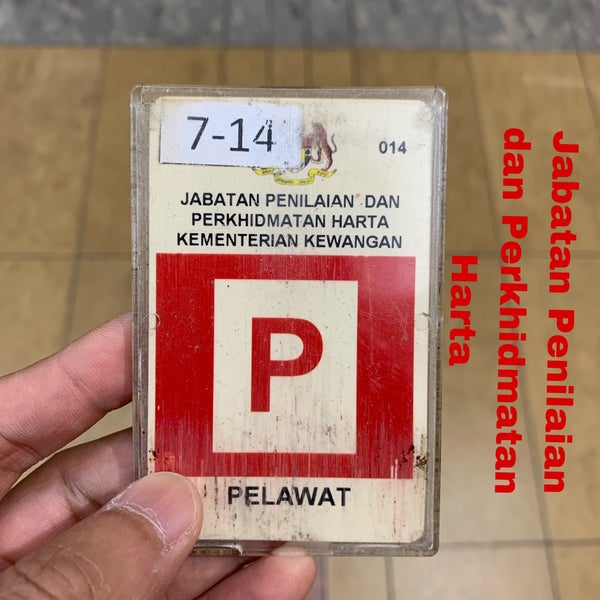 7-14
014
JABATAN PENILAIAN DAN
PERKHIDMATAN HARTA
KEMENTERIAN KEWANGAN
P
PELAWAT
Jabatan Penilaian
dan Perkhidmatan
Harta